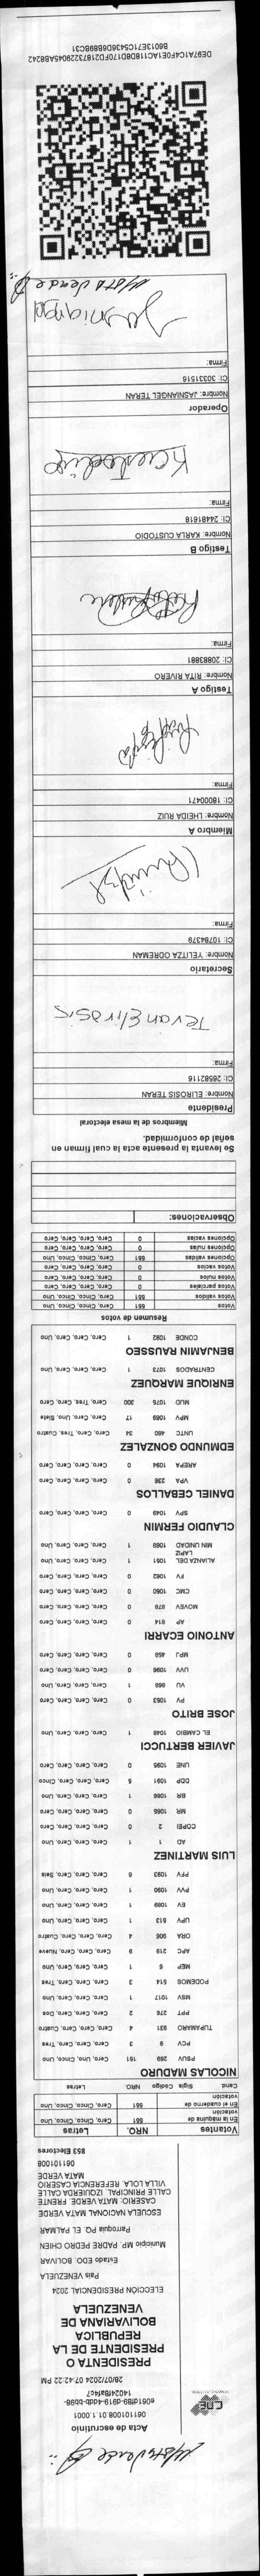 Acta de escrutinio
061101008.01.1.0001
28/07/2024 07:42:22 PM
PRESIDENTE O
PRESIDENTE DE LA
REPUBLICA
BOLIVARIANA DE
VENEZUELA
ELECCIÓN PRESIDENCIAL 2024
País VENEZUELA
Estado EDO. BOLIVAR
Municipio MP. PADRE PEDRO CHIEN
Parroquia PQ. EL PALMAR
ESCUELA NACIONAL MATA VERDE
CASERIO: MATA VERDE. FRENTE
CALLE PRINCIPAL. IZQUIERDA CALLE
VILLA LOLA. REFERENCIA CASERIO
MATA VERDE
061101008
853 Electores
Votantes NRO. Letras
En la máquina de votación 551 Cero, Cinco, Cinco, Uno
En el cuaderno de votación 551 Cero, Cinco, Cinco, Uno
Cand. Sigla Código NRO. Letras
NICOLAS MADURO
PSUV 269 151 Cero, Uno, Cinco, Uno
PCV 9 3 Cero, Cero, Cero, Tres
TUPAMARO 931 4 Cero, Cero, Cero, Cuatro
PPT 276 2 Cero, Cero, Cero, Dos
MSV 1017 1 Cero, Cero, Cero, Uno
PODEMOS 614 3 Cero, Cero, Cero, Tres
MEP 6 1 Cero, Cero, Cero, Uno
APC 219 9 Cero, Cero, Cero, Nueve
ORA 906 4 Cero, Cero, Cero, Cuatro
UPV 613 1 Cero, Cero, Cero, Uno
EV 1089 1 Cero, Cero, Cero, Uno
PVV 1090 1 Cero, Cero, Cero, Uno
PFV 1093 6 Cero, Cero, Cero, Seis
LUIS MARTINEZ
AD 1 1 Cero, Cero, Cero, Uno
COPEI 2 0 Cero, Cero, Cero, Cero
MR 1065 0 Cero, Cero, Cero, Cero
BR 1066 1 Cero, Cero, Cero, Uno
DDP 1091 5 Cero, Cero, Cero, Cinco
UNE 1095 0 Cero, Cero, Cero, Cero
JAVIER BERTUCCI
EL CAMBIO 1048 1 Cero, Cero, Cero, Uno
JOSE BRITO
PV 1053 0 Cero, Cero, Cero, Cero
VU 868 1 Cero, Cero, Cero, Uno
UVV 1096 0 Cero, Cero, Cero, Cero
MPJ 458 0 Cero, Cero, Cero, Cero
ANTONIO ECARRI
AP 814 0 Cero, Cero, Cero, Cero
MOVEV 878 0 Cero, Cero, Cero, Cero
CMC 1050 0 Cero, Cero, Cero, Cero
FV 1062 0 Cero, Cero, Cero, Cero
ALIANZA DEL LAPIZ 1051 1 Cero, Cero, Cero, Uno
MIN UNIDAD 1088 1 Cero, Cero, Cero, Uno
CLAUDIO FERMIN
SPV 1049 0 Cero, Cero, Cero, Cero
DANIEL CEBALLOS
VPA 236 0 Cero, Cero, Cero, Cero
AREPA 1094 0 Cero, Cero, Cero, Cero
EDMUNDO GONZALEZ
UNTC 460 34 Cero, Cero, Tres, Cuatro
MPV 1069 17 Cero, Cero, Uno, Siete
MUD 1076 300 Cero, Tres, Cero, Cero
ENRIQUE MARQUEZ
CENTRADOS 1073 1 Cero, Cero, Cero, Uno
BENJAMIN RAUSSEO
CONDE 1092 1 Cero, Cero, Cero, Uno
Resumen de votos
Votos 551 Cero, Cinco, Cinco, Uno
Votos validos 551 Cero, Cinco, Cinco, Uno
Votos parciales 0 Cero, Cero, Cero, Cero
Votos nulos 0 Cero, Cero, Cero, Cero
Votos vacios 0 Cero, Cero, Cero, Cero
Opciones validas 551 Cero, Cinco, Cinco, Uno
Opciones nulas 0 Cero, Cero, Cero, Cero
Opciones vacias 0 Cero, Cero, Cero, Cero
Observaciones:
Se levanta la presente acta la cual firman en
señal de conformidad.
Miembros de la mesa electoral
Presidente
Nombre: ELIROSIS TERAN
CI: 26582116
Firma:
Teran Elirosis
Secretario
Nombre: YELITZA ODREMAN
CI: 10784379
Firma:
Miembro A
Nombre: LHEIDA RUIZ
CI: 18000471
Firma:
Testigo A
Nombre: RITA RIVERO
CI: 2083881
Firma:
Testigo B
Nombre: KARLA CUSTODIO
CI: 24481618
Firma:
KCustodio
Operador
Nombre: JASNIANGEL TERAN
CI: 30331516
Firma: